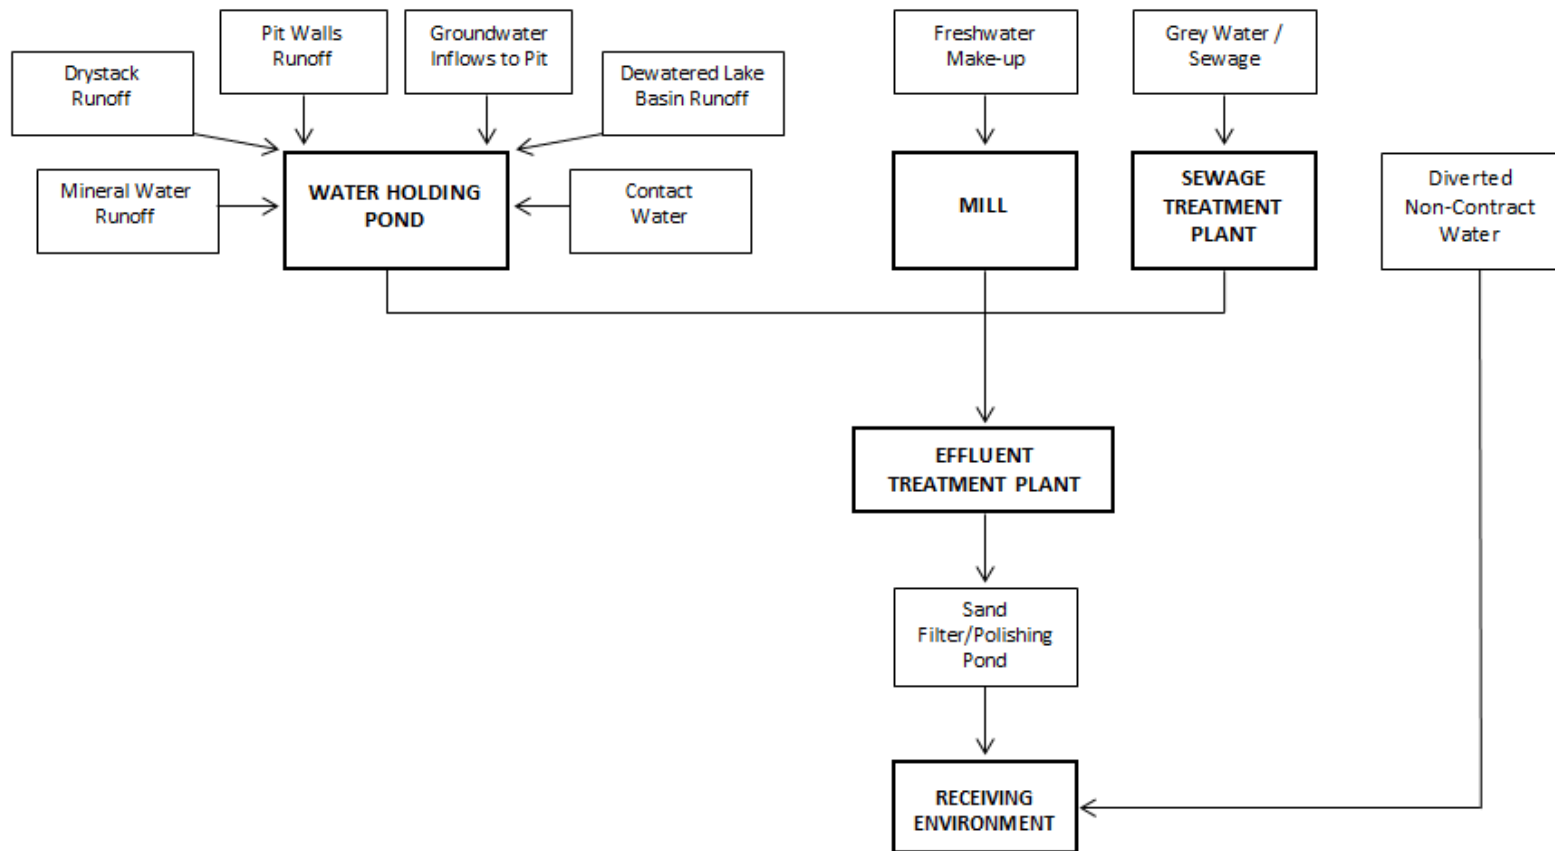 Pit Walls
Runoff
Groundwater
Inflows to Pit
Freshwater
Make-up
Grey Water /
Sewage
Drystack
Runoff
Dewatered Lake
Basin Runoff
Mineral Water
Runoff
WATER HOLDING
POND
Contact
Water
MILL
SEWAGE
TREATMENT
PLANT
Diverted
Non-Contract
Water
EFFLUENT
TREATMENT PLANT
Sand
Filter/Polishing
Pond
RECEIVING
ENVIRONMENT